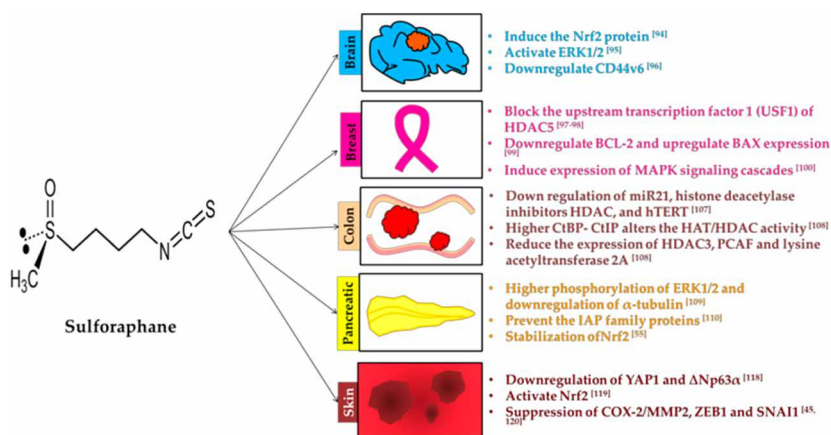 O
S
H₃C
N
C
S
Sulforaphane
Brain
• Induce the Nrf2 protein [94]
• Activate ERK1/2 [95]
• Downregulate CD44v6 [96]
Breast
• Block the upstream transcription factor 1 (USF1) of
HDAC5 [97-98]
• Downregulate BCL-2 and upregulate BAX expression
[99]
• Induce expression of MAPK signaling cascades [100]
Colon
• Down regulation of miR21, histone deacetylase
inhibitors HDAC, and hTERT [107]
• Higher CtBP- CtIP alters the HAT/HDAC activity [108]
• Reduce the expression of HDAC3, PCAF and lysine
acetyltransferase 2A [108]
Pancreatic
• Higher phosphorylation of ERK1/2 and
downregulation of α-tubulin [109]
• Prevent the IAP family proteins [110]
• Stabilization ofNrf2 [55]
Skin
• Downregulation of YAP1 and ΔNp63α [118]
• Activate Nrf2 [119]
• Suppression of COX-2/MMP2, ZEB1 and SNAI1 [45,
120]